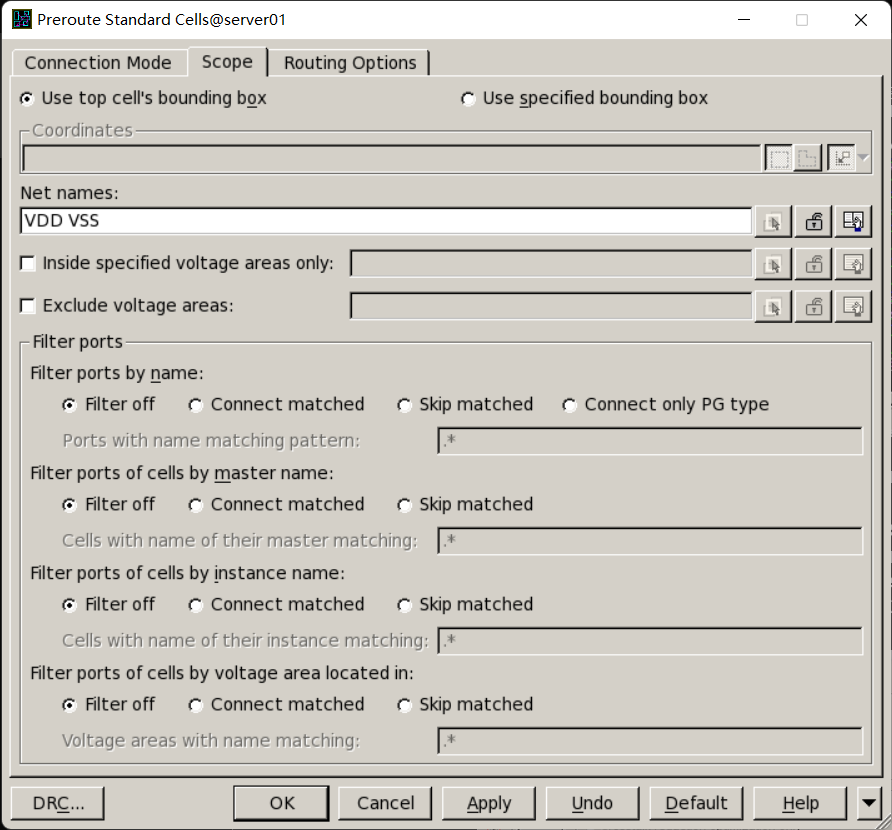 Preroute Standard Cells@server01
Connection Mode Scope Routing Options
Use top cell's bounding box Use specified bounding box
Coordinates
Net names:
VDD VSS
Inside specified voltage areas only:
Exclude voltage areas:
Filter ports
Filter ports by name:
Filter off Connect matched Skip matched Connect only PG type
Ports with name matching pattern: .*
Filter ports of cells by master name:
Filter off Connect matched Skip matched
Cells with name of their master matching: .*
Filter ports of cells by instance name:
Filter off Connect matched Skip matched
Cells with name of their instance matching: .*
Filter ports of cells by voltage area located in:
Filter off Connect matched Skip matched
Voltage areas with name matching: .*
DRC... OK Cancel Apply Undo Default Help